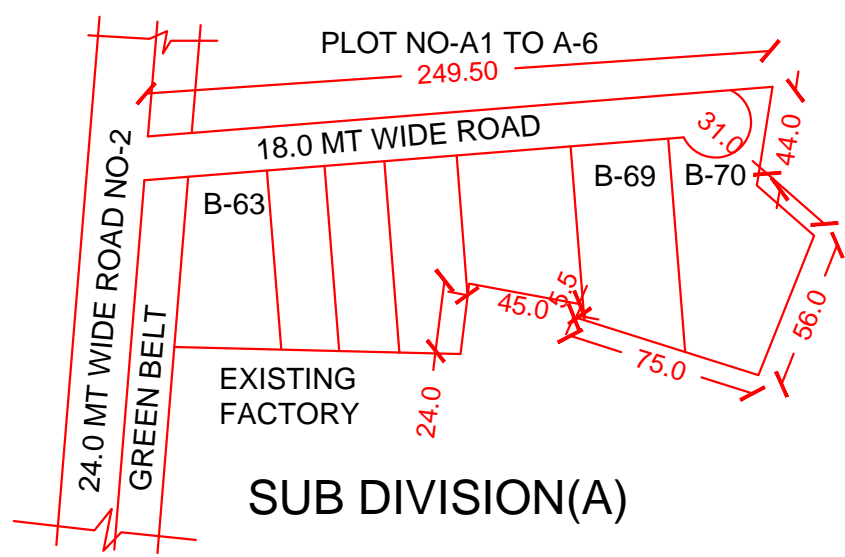 PLOT NO-A1 TO A-6
249.50
18.0 MT WIDE ROAD
31.0
44.0
24.0 MT WIDE ROAD NO-2
GREEN BELT
B-63
B-69
B-70
5.5
45.0
56.0
75.0
24.0
EXISTING
FACTORY
SUB DIVISION(A)